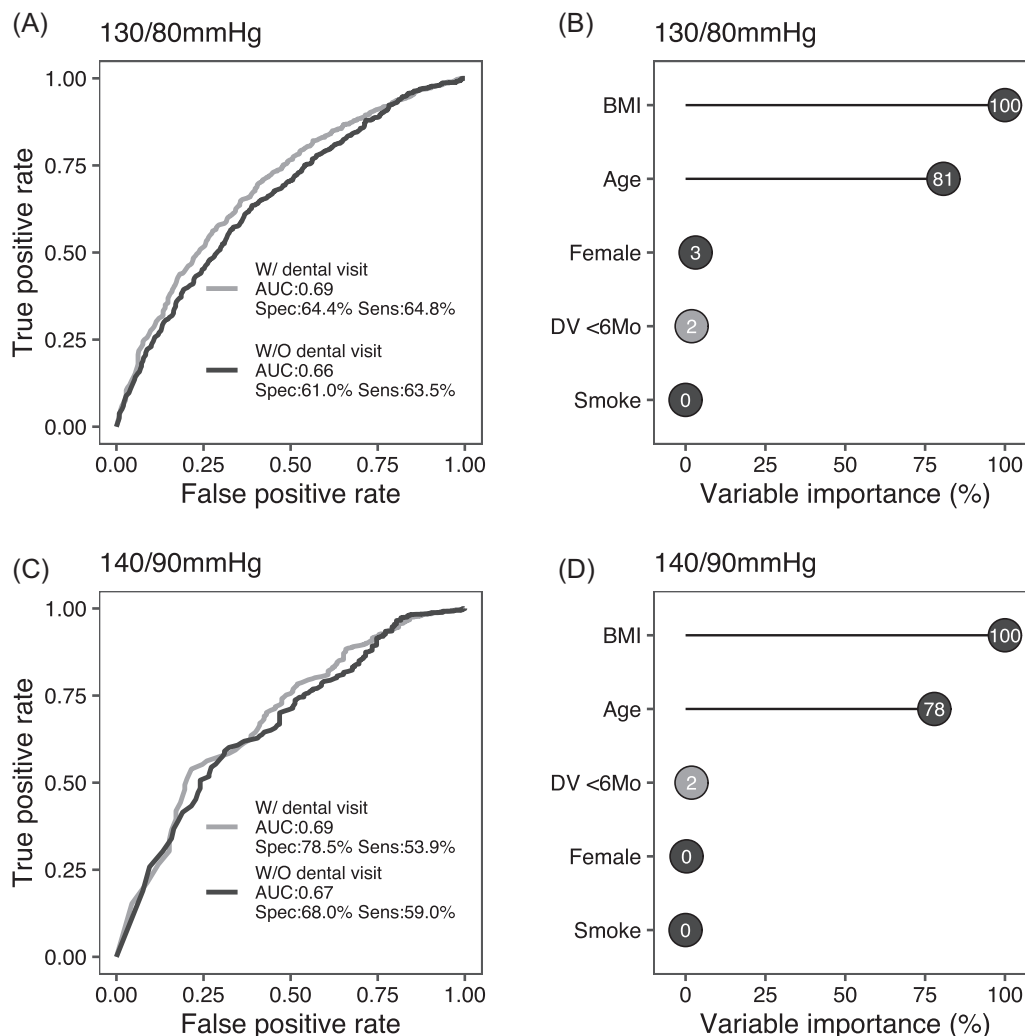 (A)
130/80mmHg
1.00
0.75
0.50
0.25
0.00
True positive rate
W/ dental visit
AUC:0.69
Spec:64.4% Sens:64.8%
W/O dental visit
AUC:0.66
Spec:61.0% Sens:63.5%
0.00 0.25 0.50 0.75 1.00
False positive rate
(B)
130/80mmHg
BMI 100
Age 81
Female 3
DV <6Mo 2
Smoke 0
0 25 50 75 100
Variable importance (%)
(C)
140/90mmHg
1.00
0.75
0.50
0.25
0.00
True positive rate
W/ dental visit
AUC:0.69
Spec:78.5% Sens:53.9%
W/O dental visit
AUC:0.67
Spec:68.0% Sens:59.0%
0.00 0.25 0.50 0.75 1.00
False positive rate
(D)
140/90mmHg
BMI 100
Age 78
DV <6Mo 2
Female 0
Smoke 0
0 25 50 75 100
Variable importance (%)